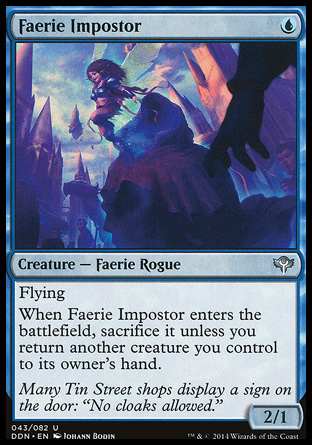 Faerie Impostor
Creature — Faerie Rogue
Flying
When Faerie Impostor enters the
battlefield, sacrifice it unless you
return another creature you control
to its owner's hand.
Many Tin Street shops display a sign on
the door: “No cloaks allowed.”
2/1
043/082 U
DDN • EN Johann Bodin
™ & © 2014 Wizards of the Coast